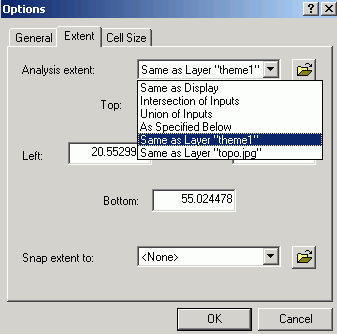 Options
General Extent Cell Size
Analysis extent: Same as Layer "theme1"
Same as Display
Top: Intersection of Inputs
Union of Inputs
As Specified Below
Same as Layer "theme1"
Left: 20.55299 Same as Layer "topo.jpg"
Bottom: 55.024478
Snap extent to: <None>
OK Cancel